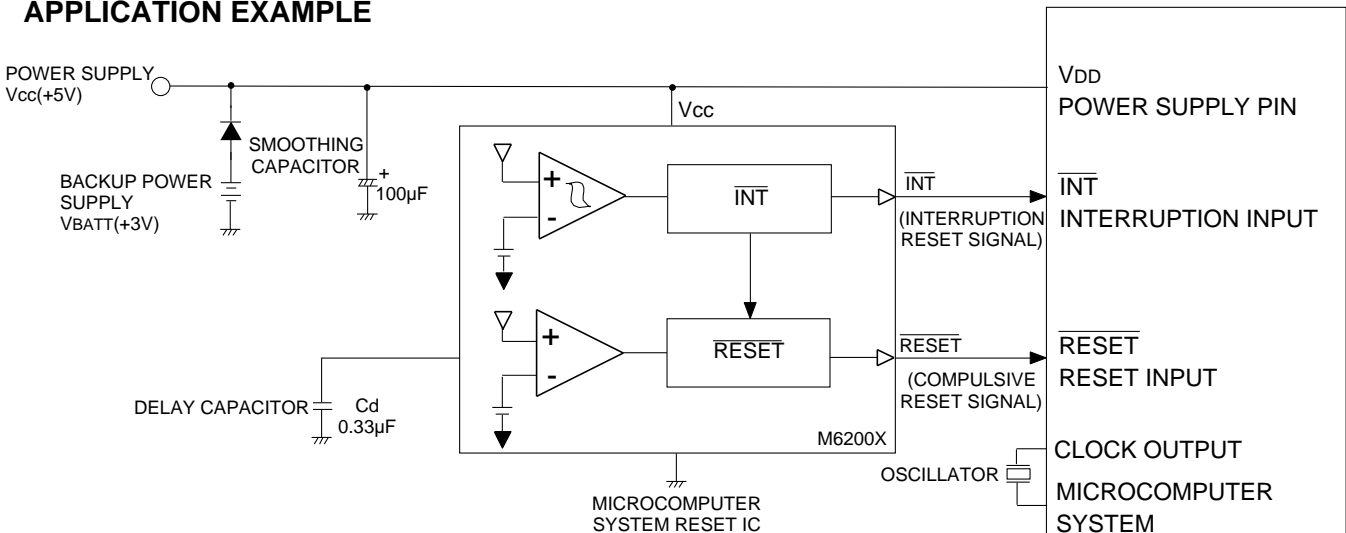 APPLICATION EXAMPLE
POWER SUPPLY
Vcc(+5V)
SMOOTHING
CAPACITOR
+
100µF
BACKUP POWER
SUPPLY
VBATT(+3V)
DELAY CAPACITOR
Cd
0.33µF
Vcc
+
-
INT
+
-
RESET
M6200X
MICROCOMPUTER
SYSTEM RESET IC
INT
(INTERRUPTION
RESET SIGNAL)
RESET
(COMPULSIVE
RESET SIGNAL)
OSCILLATOR
VDD
POWER SUPPLY PIN
INT
INTERRUPTION INPUT
RESET
RESET INPUT
CLOCK OUTPUT
MICROCOMPUTER
SYSTEM